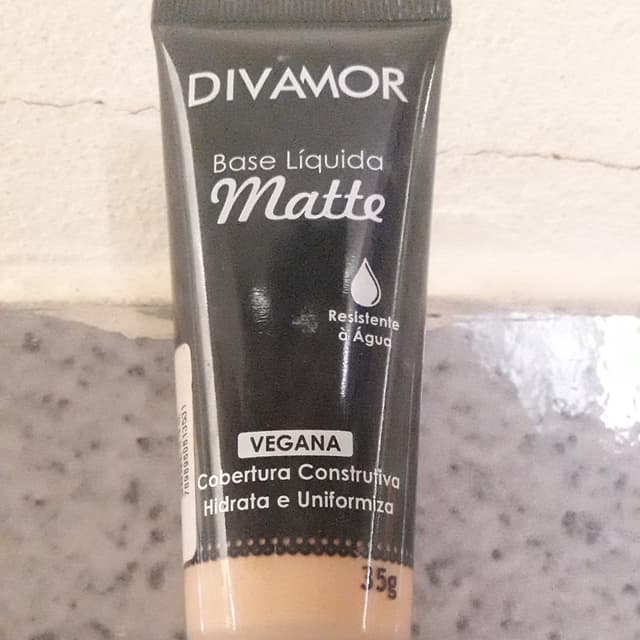 DIVAMOR
Base Líquida
Matte
Resistente
à Água
VEGANA
Cobertura Construtiva
Hidrata e Uniformiza
35g